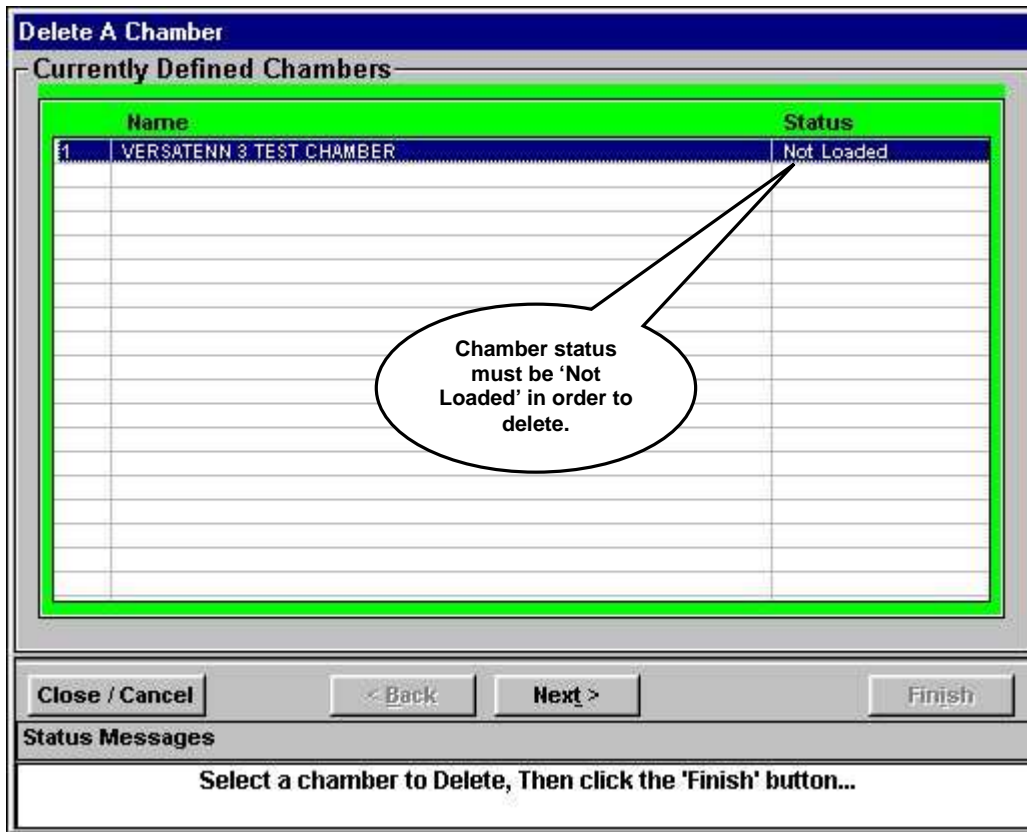 Delete A Chamber
Currently Defined Chambers
Name Status
1 VERSATENN 3 TEST CHAMBER Not Loaded
Chamber status
must be ‘Not
Loaded’ in order to
delete.
Close / Cancel < Back Next > Finish
Status Messages
Select a chamber to Delete, Then click the 'Finish' button...